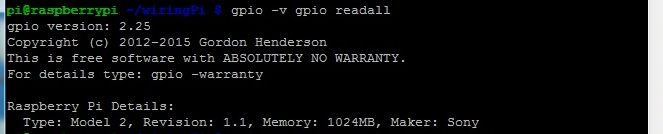 pi@raspberrypi ~/wiringPi $ gpio -v gpio readall
gpio version: 2.25
Copyright (c) 2012-2015 Gordon Henderson
This is free software with ABSOLUTELY NO WARRANTY.
For details type: gpio -warranty

Raspberry Pi Details:
  Type: Model 2, Revision: 1.1, Memory: 1024MB, Maker: Sony